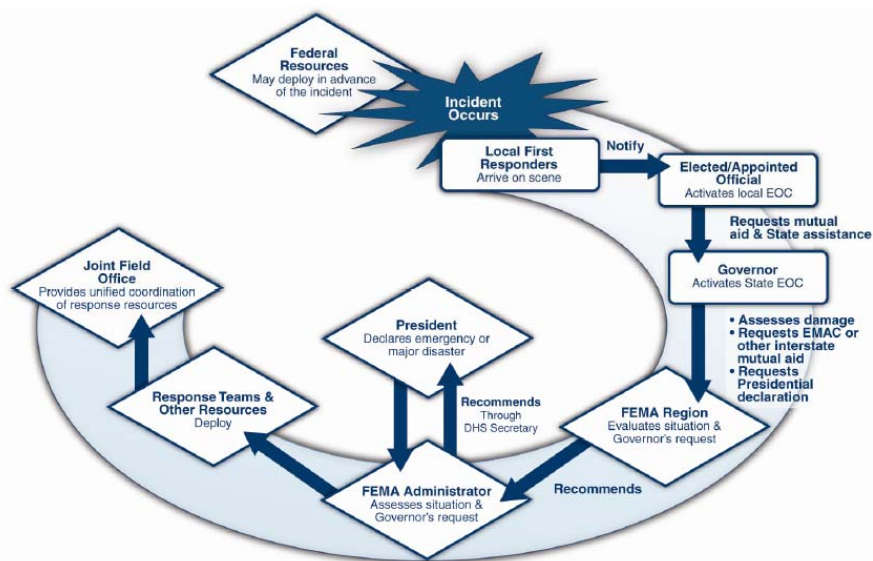 Federal
Resources
May deploy in advance
of the incident
Incident
Occurs
Local First
Responders
Arrive on scene
Notify
Elected/Appointed
Official
Activates local EOC
Requests mutual
aid & State assistance
Governor
Activates State EOC
• Assesses damage
• Requests EMAC or
other interstate
mutual aid
• Requests
Presidential
declaration
FEMA Region
Evaluates situation &
Governor's request
Recommends
FEMA Administrator
Assesses situation &
Governor's request
Recommends
Through
DHS Secretary
President
Declares emergency or
major disaster
Response Teams &
Other Resources
Deploy
Joint Field
Office
Provides unified coordination
of response resources